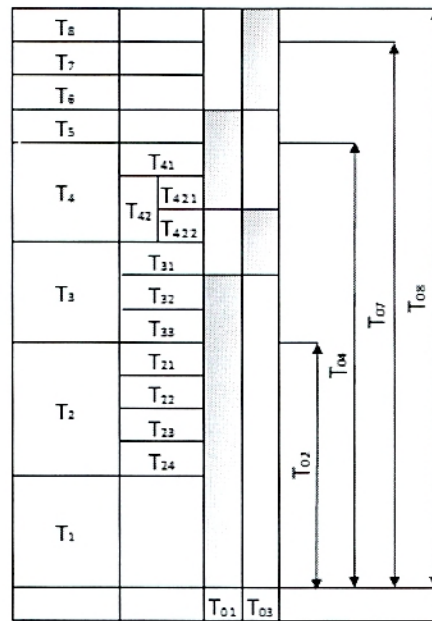 T₈
T₇
T₆
T₅
T₄ T₄₁
T₄₂ T₄₂₁
T₄₂₂
T₃ T₃₁
T₃₂
T₃₃
T₂ T₂₁
T₂₂
T₂₃
T₂₄
T₁
T₀₁ T₀₃
T₀₂
T₀₄
T₀₇
T₀₈